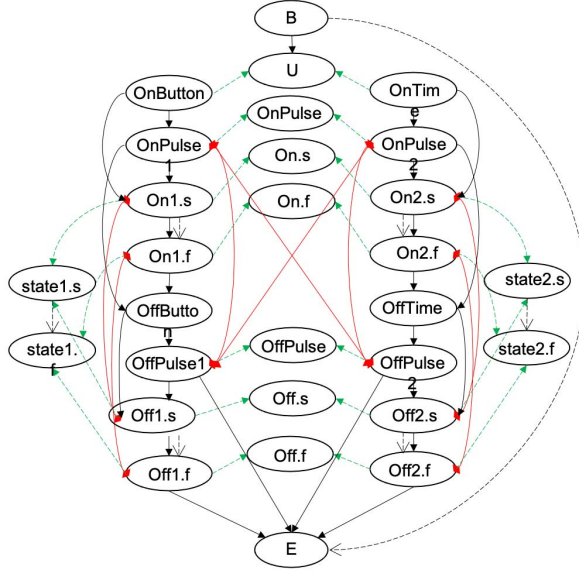 B
U
OnButton
OnTim
e
OnPulse
OnPulse
1
OnPulse
2
On.s
On1.s
On2.s
On.f
On1.f
On2.f
state1.s
state2.s
OffButto
n
OffTime
state1.
f
OffPulse
state2.f
OffPulse1
OffPulse
2
Off.s
Off1.s
Off2.s
Off.f
Off1.f
Off2.f
E